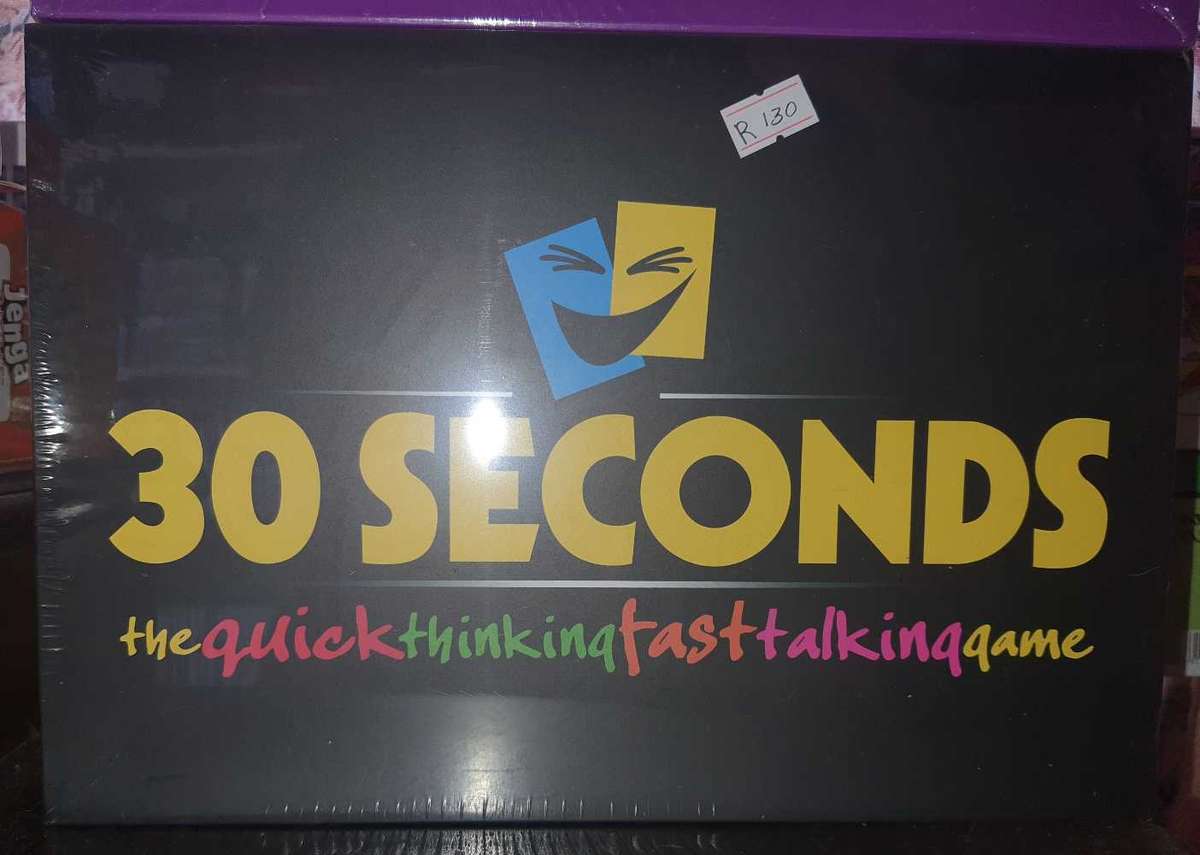 R 130
Jenga
30 SECONDS
thequickthinkingfasttalkinggame